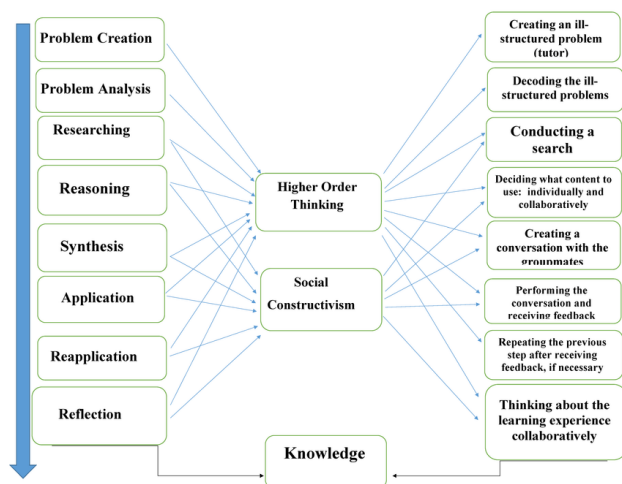 Problem Creation
Problem Analysis
Researching
Reasoning
Synthesis
Application
Reapplication
Reflection
Higher Order
Thinking
Social
Constructivism
Knowledge
Creating an ill-
structured problem
(tutor)
Decoding the ill-
structured problems
Conducting a
search
Deciding what content to
use: individually and
collaboratively
Creating a
conversation with the
groupmates
Performing the
conversation and
receiving feedback
Repeating the previous
step after receiving
feedback, if necessary
Thinking about the
learning experience
collaboratively